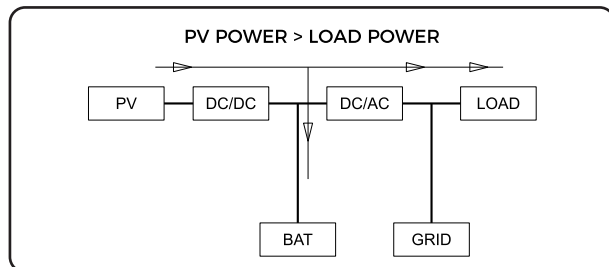 PV POWER > LOAD POWER
PV DC/DC DC/AC LOAD
BAT GRID